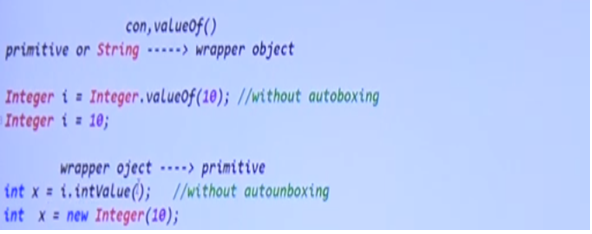 con,valueOf()
primitive or String -----> wrapper object
Integer i = Integer.valueOf(10); //without autoboxing
Integer i = 10;
wrapper oject ----> primitive
int x = i.intValue(); //without autounboxing
int x = new Integer(10);